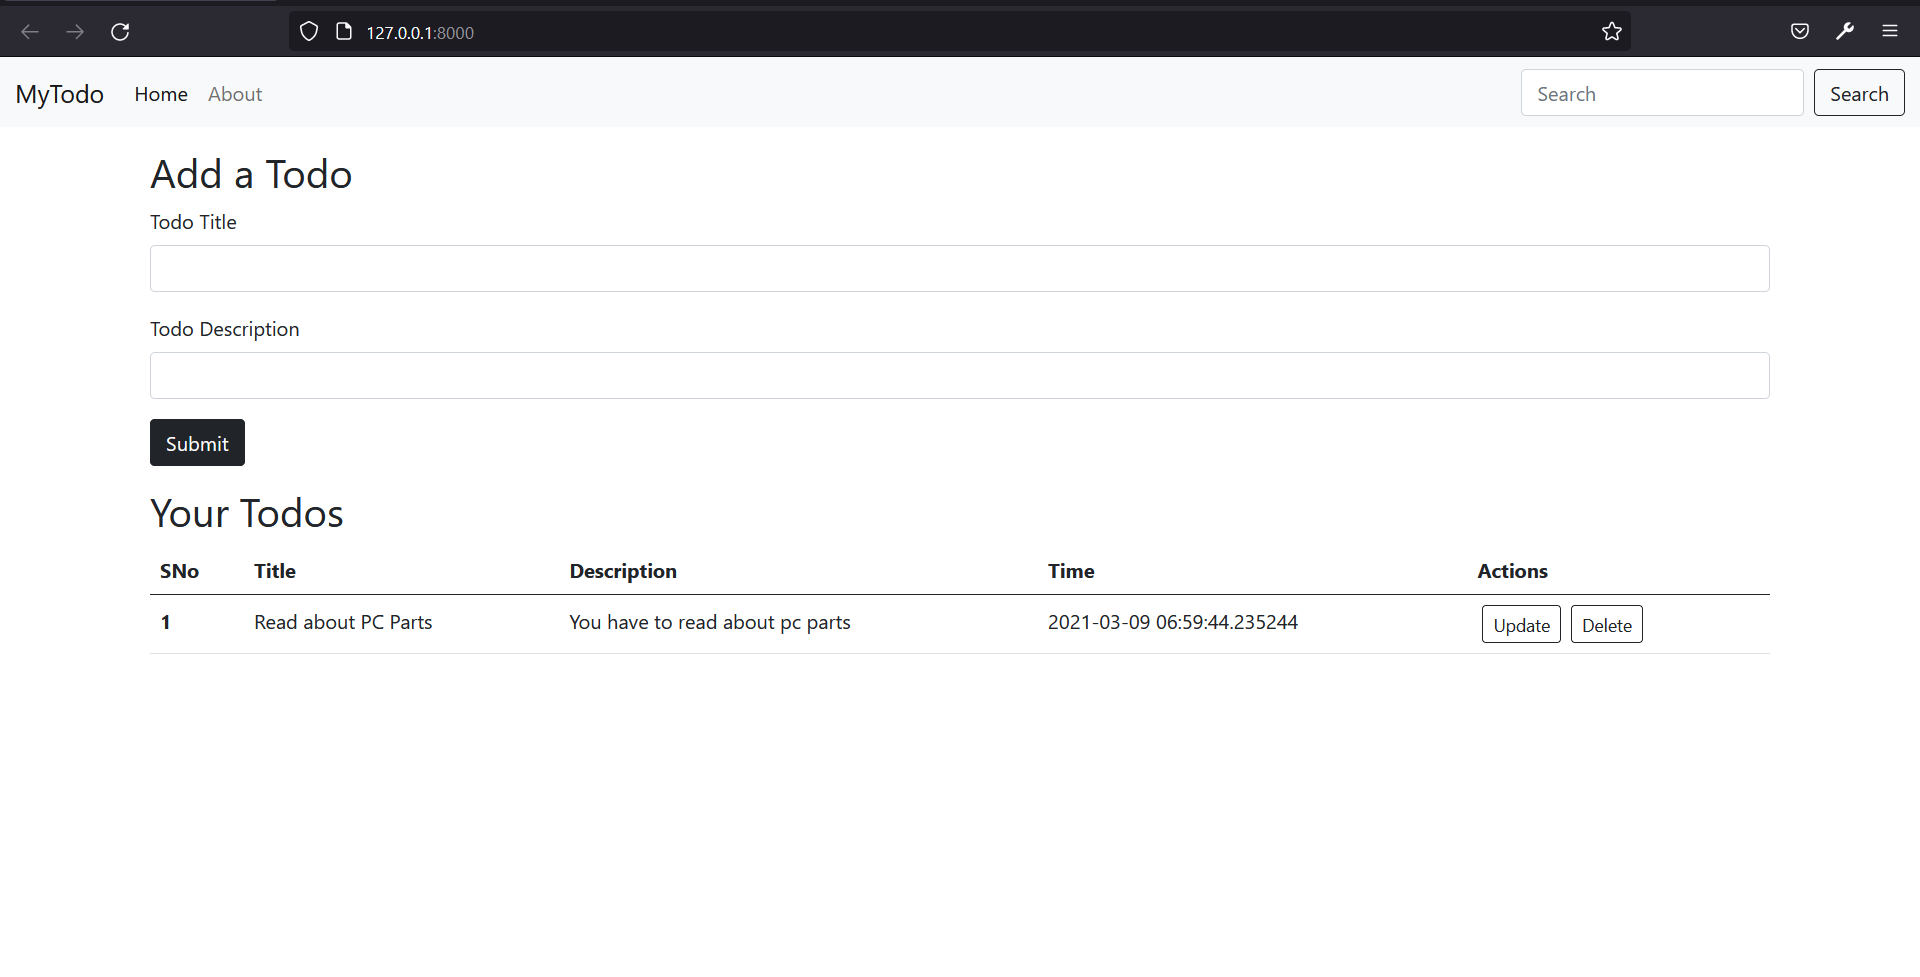 127.0.0.1:8000
MyTodo Home About Search Search
Add a Todo
Todo Title
Todo Description
Submit
Your Todos
SNo Title Description Time Actions
1 Read about PC Parts You have to read about pc parts 2021-03-09 06:59:44.235244 Update Delete